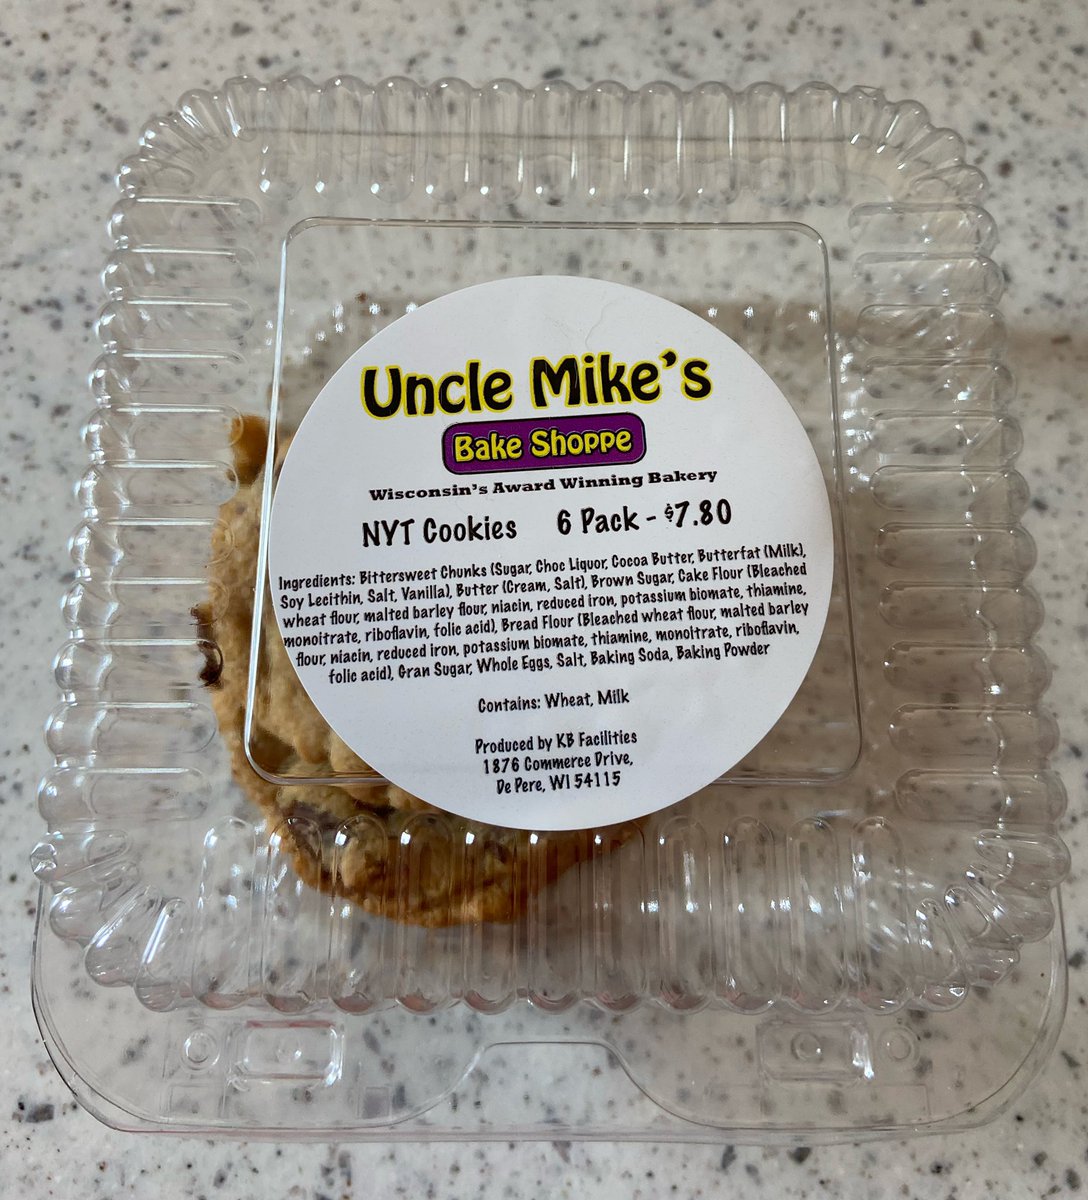 Uncle Mike's
Bake Shoppe
Wisconsin's Award Winning Bakery
NYT Cookies 6 Pack - $7.80
Ingredients: Bittersweet Chunks (Sugar, Choc Liquor, Cocoa Butter, Butterfat (Milk),
Soy Lecithin, Salt, Vanilla), Butter (Cream, Salt), Brown Sugar, Cake Flour (Bleached
wheat flour, malted barley flour, niacin, reduced iron, potassium biomate, thiamine,
monoitrate, riboflavin, folic acid), Bread Flour (Bleached wheat flour, malted barley
flour, niacin, reduced iron, potassium biomate, thiamine, monoitrate, riboflavin,
folic acid), Gran Sugar, Whole Eggs, Salt, Baking Soda, Baking Powder
Contains: Wheat, Milk
Produced by KB Facilities
1876 Commerce Drive,
De Pere, WI 54115